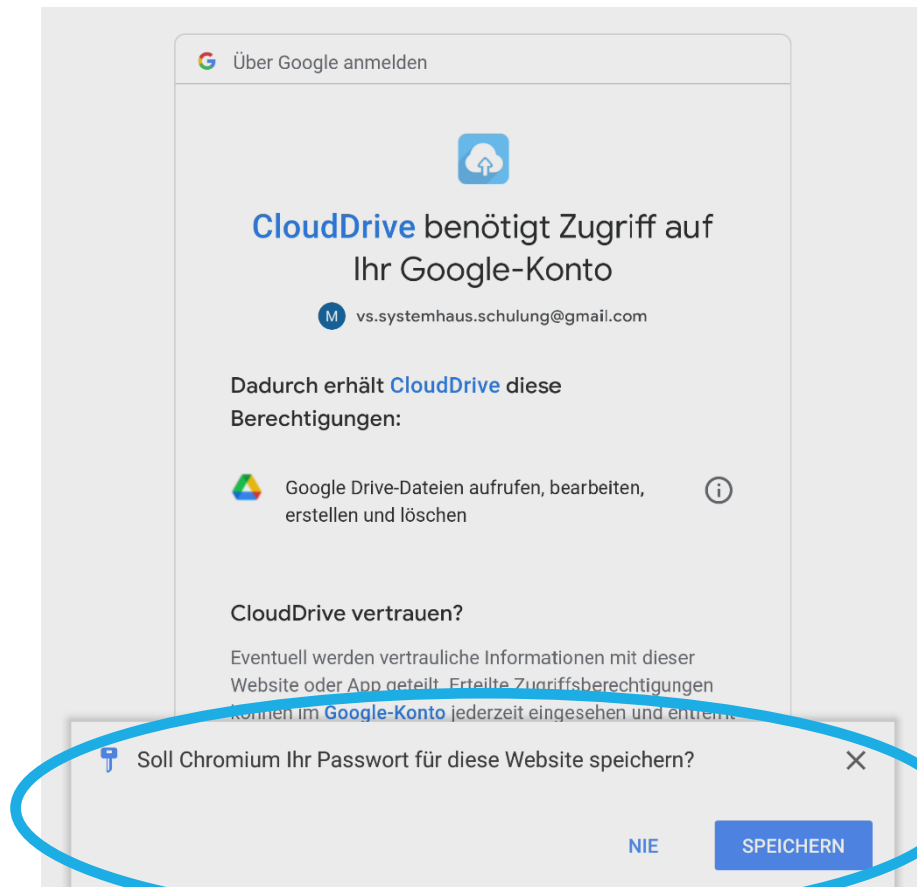 Über Google anmelden
CloudDrive benötigt Zugriff auf
Ihr Google-Konto
M vs.systemhaus.schulung@gmail.com
Dadurch erhält CloudDrive diese
Berechtigungen:
Google Drive-Dateien aufrufen, bearbeiten,
erstellen und löschen
CloudDrive vertrauen?
Eventuell werden vertrauliche Informationen mit dieser
Website oder App geteilt. Erteilte Zugriffsberechtigungen
können im Google-Konto jederzeit eingesehen und entfernt
Soll Chromium Ihr Passwort für diese Website speichern?
NIE SPEICHERN